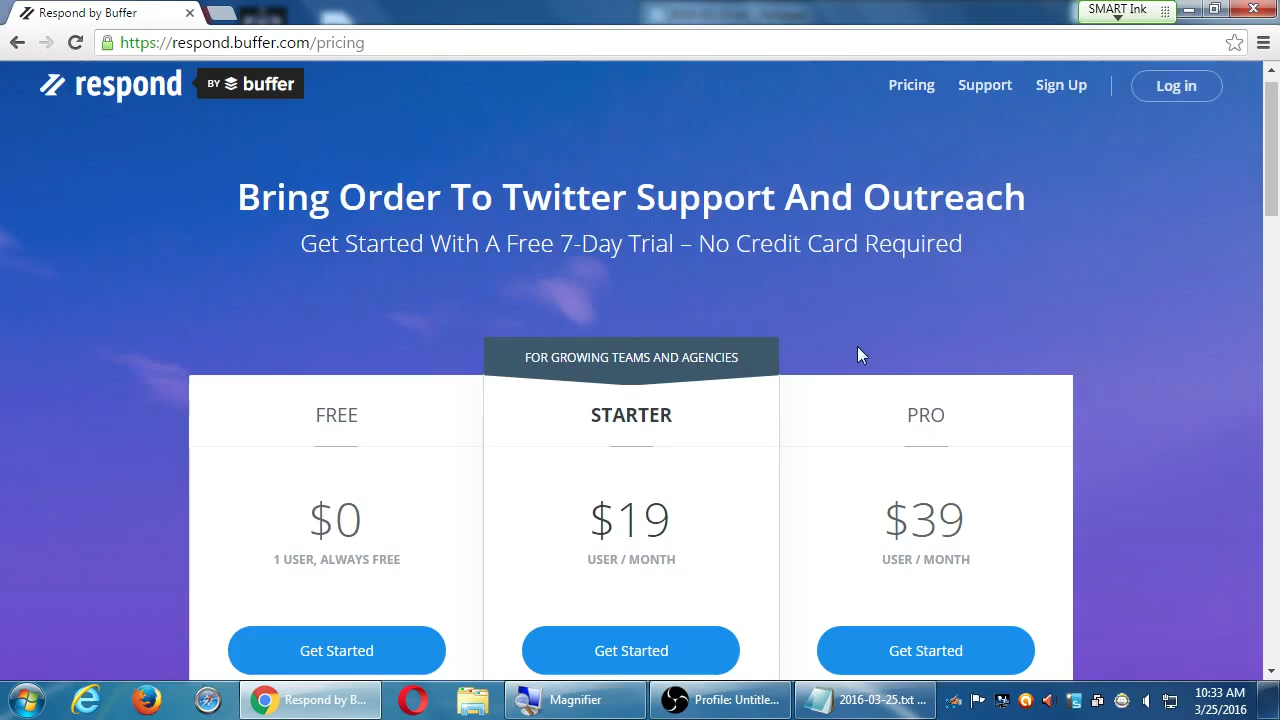 Respond by Buffer
SMART Ink
https://respond.buffer.com/pricing
respond BY buffer
Pricing Support Sign Up Log in
Bring Order To Twitter Support And Outreach
Get Started With A Free 7-Day Trial – No Credit Card Required
FOR GROWING TEAMS AND AGENCIES
FREE STARTER PRO
$0 $19 $39
1 USER, ALWAYS FREE USER / MONTH USER / MONTH
Get Started Get Started Get Started
Respond by B... Magnifier Profile: Untitle... 2016-03-25.txt ... 10:33 AM
3/25/2016